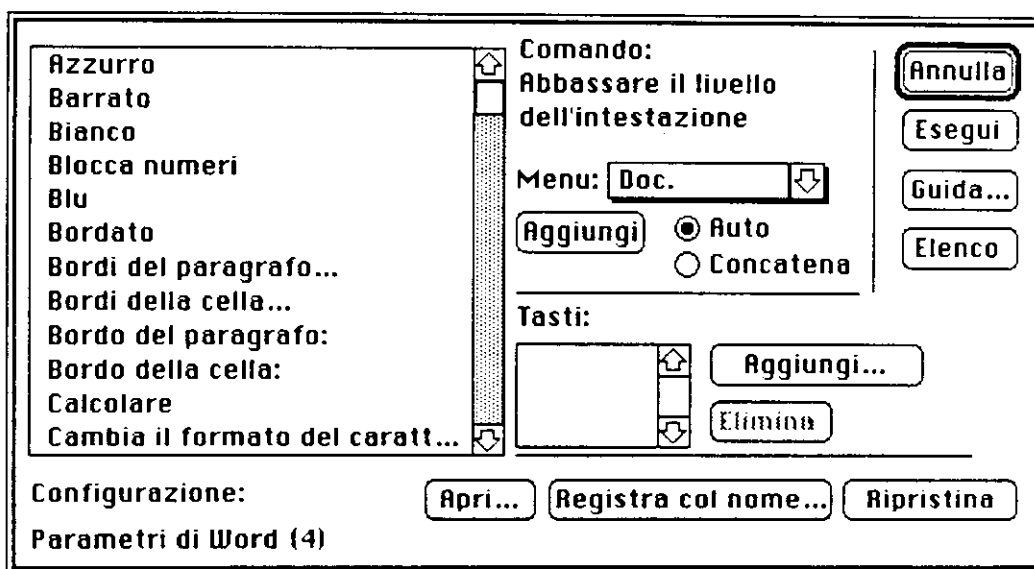 Azzurro
Barrato
Bianco
Blocca numeri
Blu
Bordato
Bordi del paragrafo...
Bordi della cella...
Bordo del paragrafo:
Bordo della cella:
Calcolare
Cambia il formato del caratt...
Comando:
Abbassare il livello
dell'intestazione
Menu: Doc.
Aggiungi
Auto
Concatena
Tasti:
Aggiungi...
Elimina
Annulla
Esegui
Guida...
Elenco
Configurazione:
Parametri di Word (4)
Apri...
Registra col nome...
Ripristina